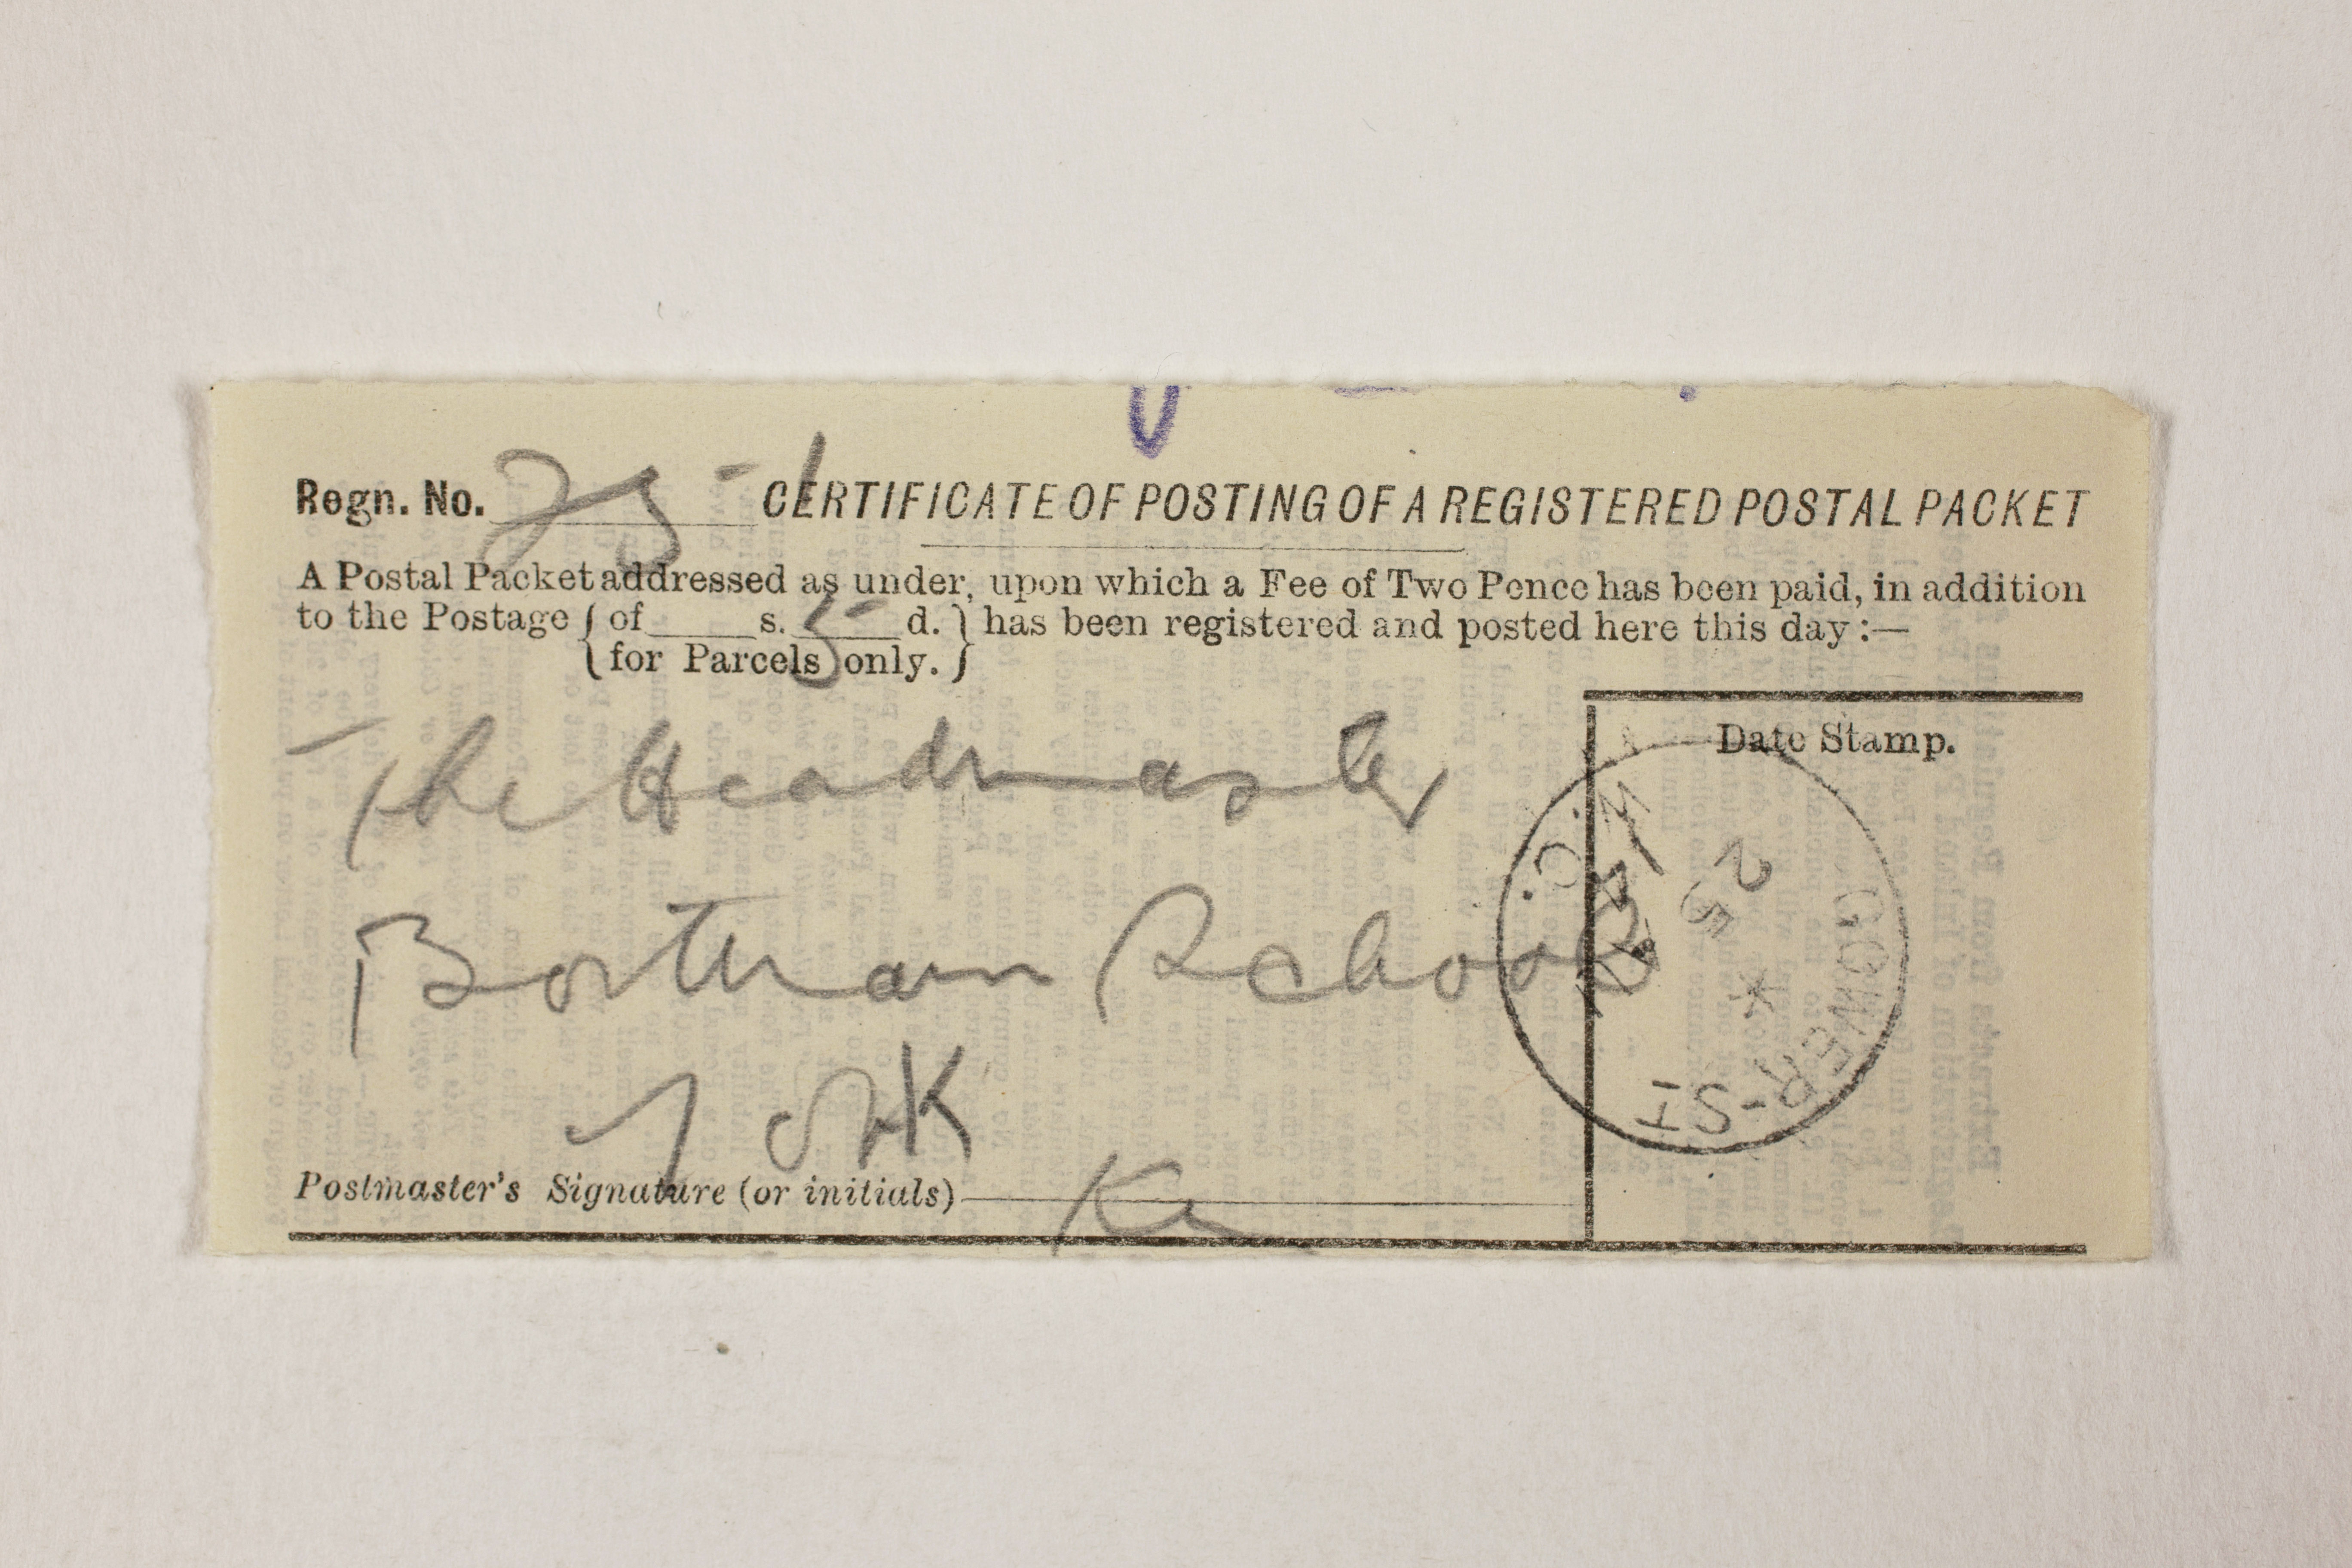 Regn. No. 251 CERTIFICATE OF POSTING OF A REGISTERED POSTAL PACKET
A Postal Packet addressed as under, upon which a Fee of Two Pence has been paid, in addition
to the Postage { of s. 5 d. } has been registered and posted here this day :—
{ for Parcels only. }
Date Stamp.
The Headmaster
Bortham School
YORK
GOWER-ST
W.C.
Postmaster's Signature (or initials)